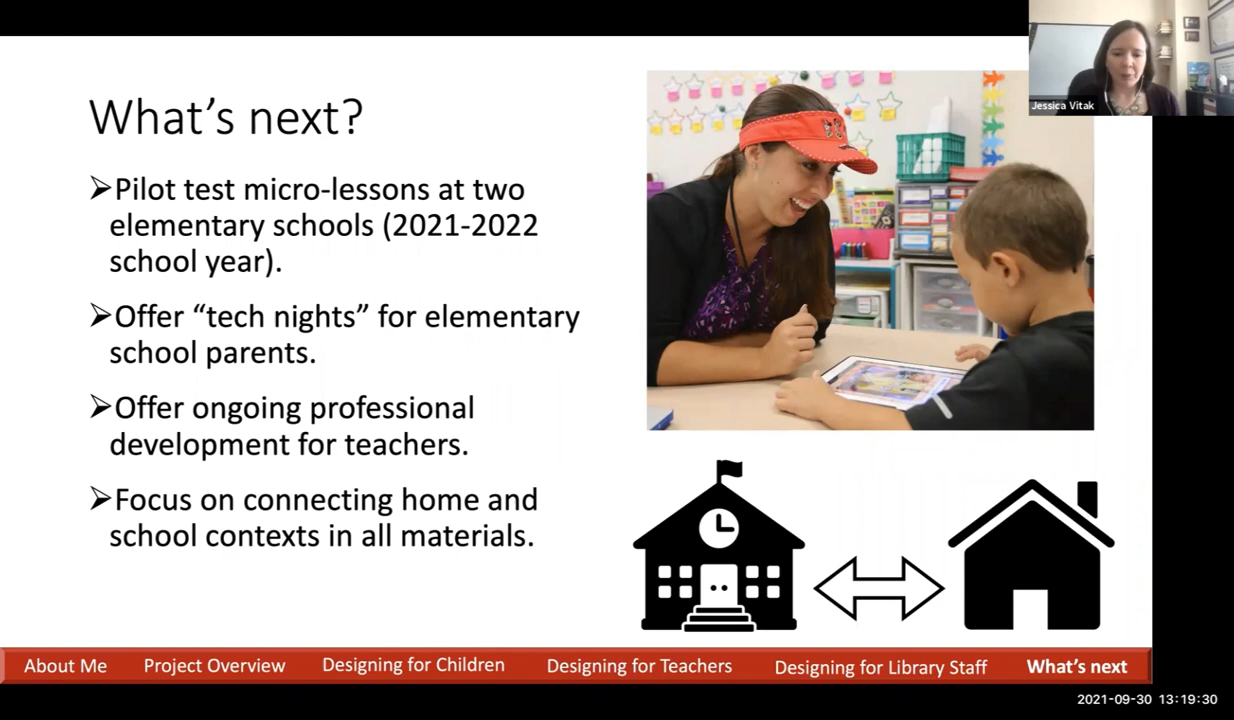 What's next?
➢Pilot test micro-lessons at two
elementary schools (2021-2022
school year).
➢Offer “tech nights” for elementary
school parents.
➢Offer ongoing professional
development for teachers.
➢Focus on connecting home and
school contexts in all materials.
Jessica Vitak
About Me Project Overview Designing for Children Designing for Teachers Designing for Library Staff What's next
2021-09-30 13:19:30